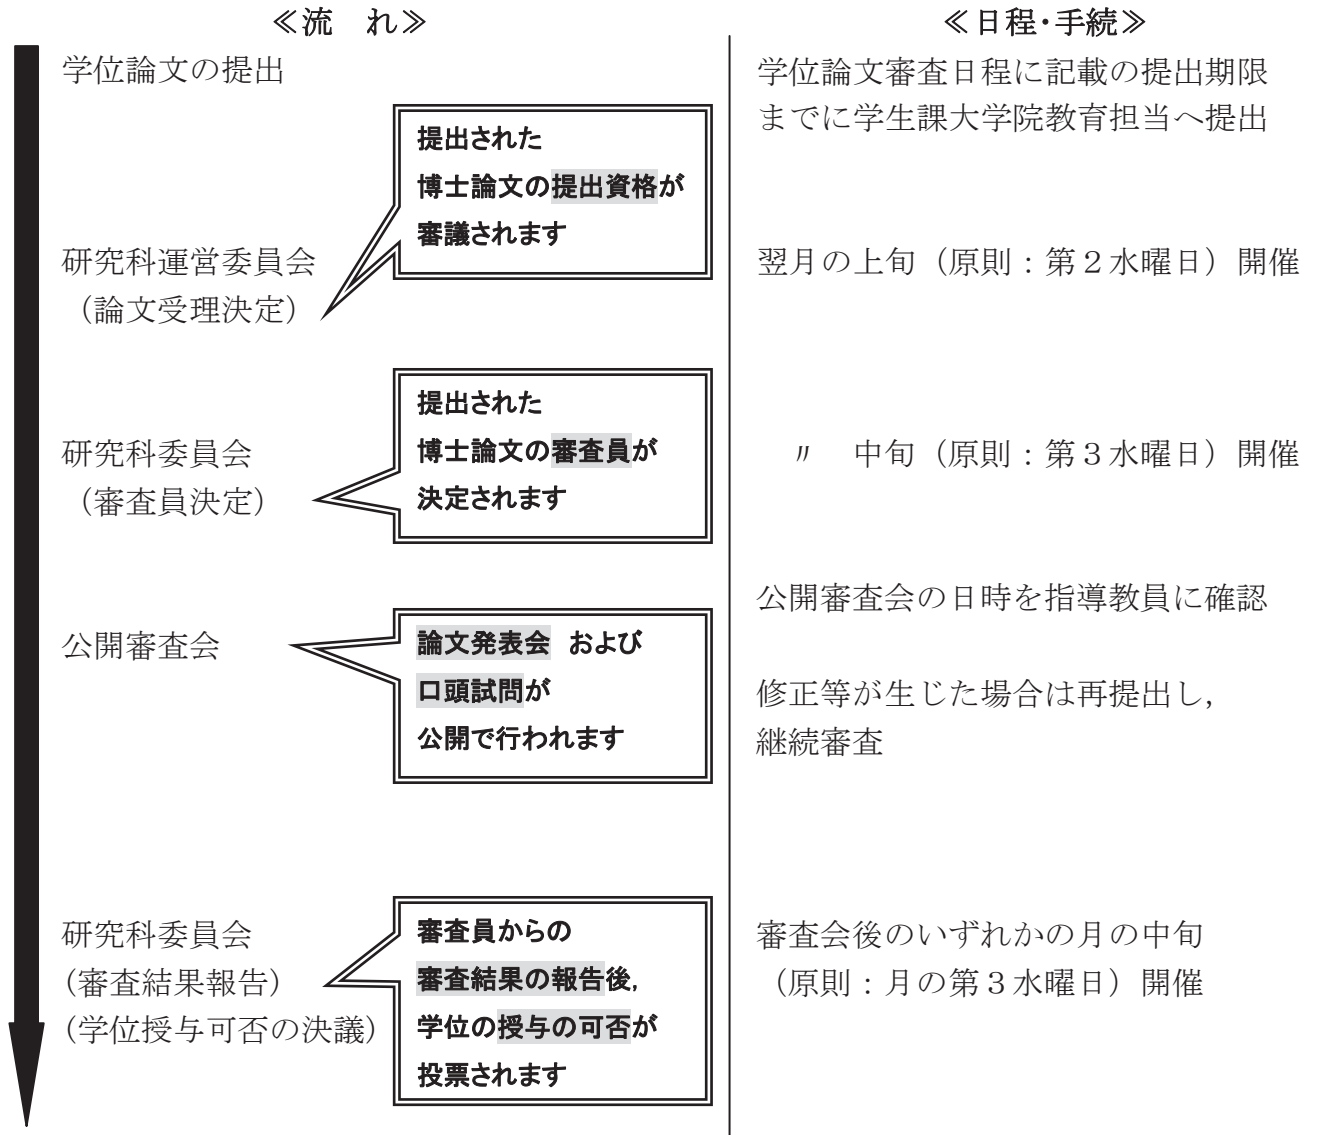 ≪流　れ≫
≪日程・手続≫
学位論文の提出
学位論文審査日程に記載の提出期限
までに学生課大学院教育担当へ提出
提出された
博士論文の提出資格が
審議されます
研究科運営委員会
（論文受理決定）
翌月の上旬（原則：第２水曜日）開催
提出された
博士論文の審査員が
決定されます
研究科委員会
（審査員決定）
〃　中旬（原則：第３水曜日）開催
公開審査会の日時を指導教員に確認
公開審査会
論文発表会　および
口頭試問が
公開で行われます
修正等が生じた場合は再提出し，
継続審査
研究科委員会
（審査結果報告）
（学位授与可否の決議）
審査員からの
審査結果の報告後，
学位の授与の可否が
投票されます
審査会後のいずれかの月の中旬
（原則：月の第３水曜日）開催